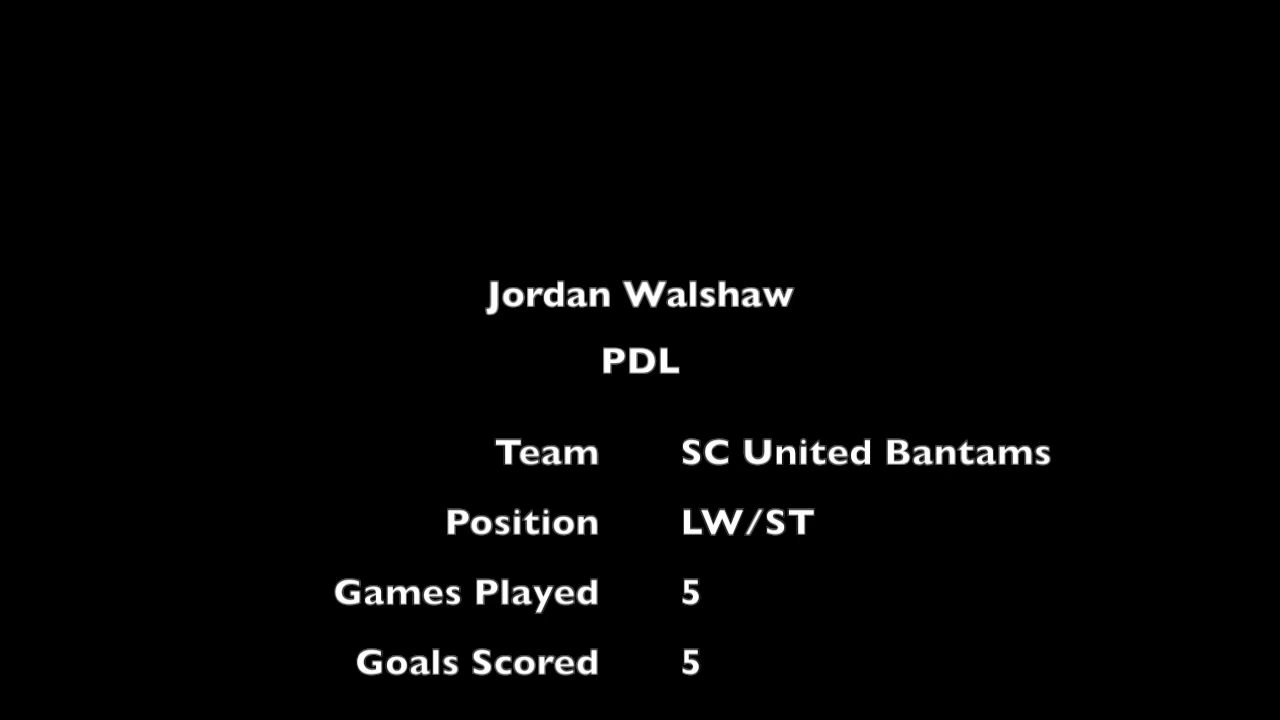 Jordan Walshaw
PDL
Team SC United Bantams
Position LW/ST
Games Played 5
Goals Scored 5